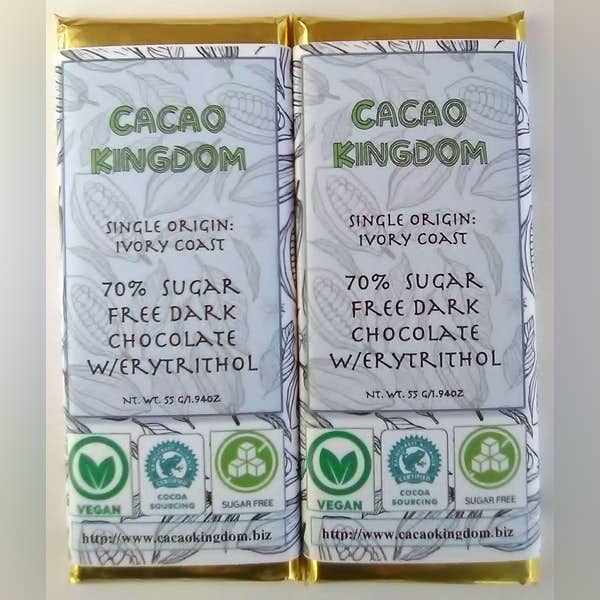 CACAO
KINGDOM
SINGLE ORIGIN:
IVORY COAST
70% SUGAR
FREE DARK
CHOCOLATE
W/ERYTRITHOL
NT. WT. 55 G/1.94OZ
VEGAN
CERTIFIED
COCOA
SOURCING
SUGAR FREE
http://www.cacaokingdom.biz
CACAO
KINGDOM
SINGLE ORIGIN:
IVORY COAST
70% SUGAR
FREE DARK
CHOCOLATE
W/ERYTRITHOL
NT. WT. 55 G/1.94OZ
VEGAN
CERTIFIED
COCOA
SOURCING
SUGAR FREE
http://www.cacaokingdom.biz